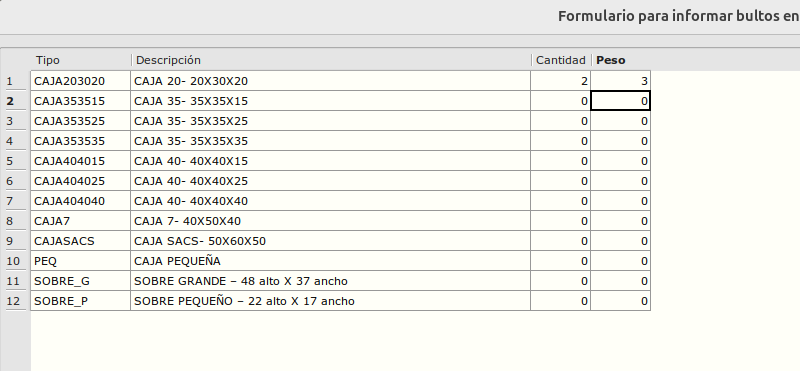 Formulario para informar bultos en
Tipo Descripción Cantidad Peso
1 CAJA203020 CAJA 20- 20X30X20 2 3
2 CAJA353515 CAJA 35- 35X35X15 0 0
3 CAJA353525 CAJA 35- 35X35X25 0 0
4 CAJA353535 CAJA 35- 35X35X35 0 0
5 CAJA404015 CAJA 40- 40X40X15 0 0
6 CAJA404025 CAJA 40- 40X40X25 0 0
7 CAJA404040 CAJA 40- 40X40X40 0 0
8 CAJA7 CAJA 7- 40X50X40 0 0
9 CAJASACS CAJA SACS- 50X60X50 0 0
10 PEQ CAJA PEQUEÑA 0 0
11 SOBRE_G SOBRE GRANDE – 48 alto X 37 ancho 0 0
12 SOBRE_P SOBRE PEQUEÑO – 22 alto X 17 ancho 0 0